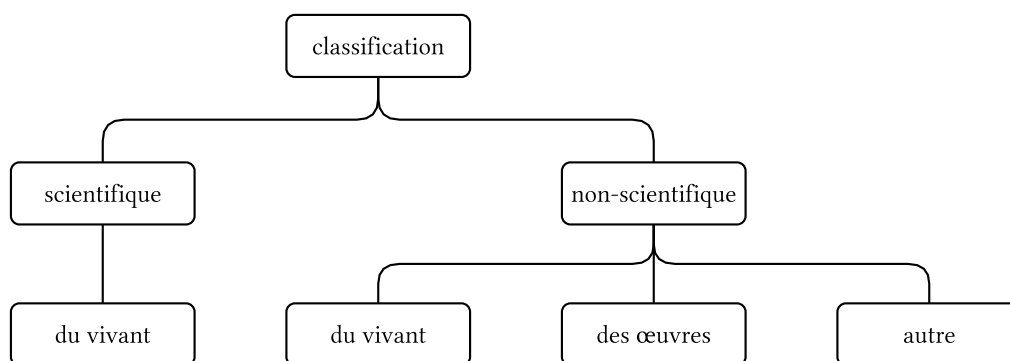 classification
scientifique
non-scientifique
du vivant
du vivant
des œuvres
autre